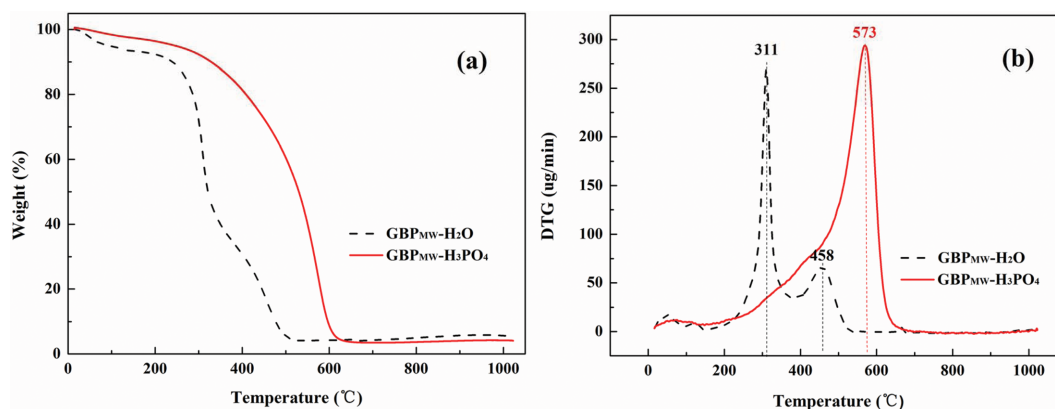 (a)
Weight (%)
100
80
60
40
20
0
GBPMW-H2O
GBPMW-H3PO4
0
200
400
600
800
1000
Temperature (℃)
(b)
DTG (ug/min)
300
250
200
150
100
50
0
311
573
458
GBPMW-H2O
GBPMW-H3PO4
0
200
400
600
800
1000
Temperature (℃)